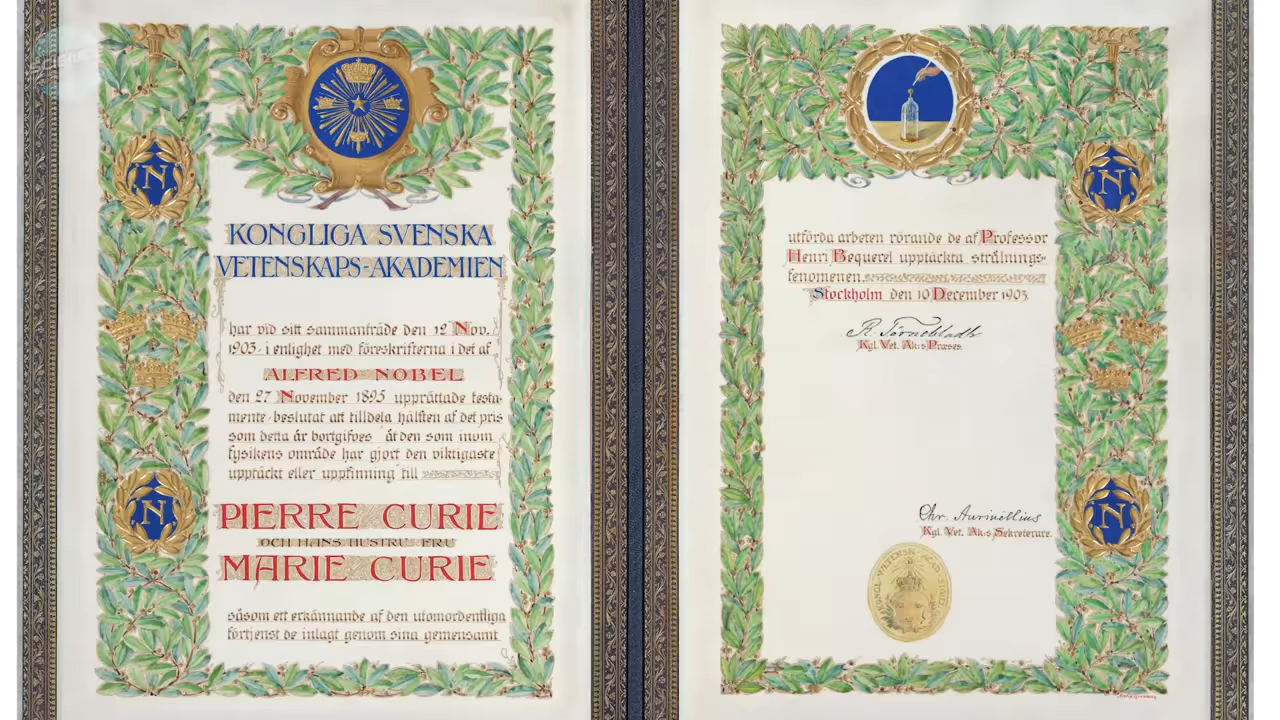 SCIENCE
KONGLIGA SVENSKA
VETENSKAPS-AKADEMIEN
har vid sitt sammanträde den 12 Nov.
1903, i enlighet med föreskrifterna i det af
ALFRED NOBEL
den 27 November 1895 upprättade testa-
mente, beslutat att tilldela hälften af det pris
som detta år bortgifves "åt den som inom
fysikens område har gjort den viktigaste
upptäckt eller uppfinning" till
PIERRE CURIE
OCH HANS HUSTRU FRU
MARIE CURIE
såsom ett erkännande af den utomordentliga
förtjenst de inlagt genom sina gemensamt
N
N
utförda arbeten rörande de af Professor
Henri Bequerel upptäckta strålnings-
fenomenen.
Stockholm den 10 December 1903.
R. Törnebladh
Kgl. Vet. Ak:s Præses.
Chr. Aurivillius
Kgl. Vet. Ak:s Sekreterare.
N
N